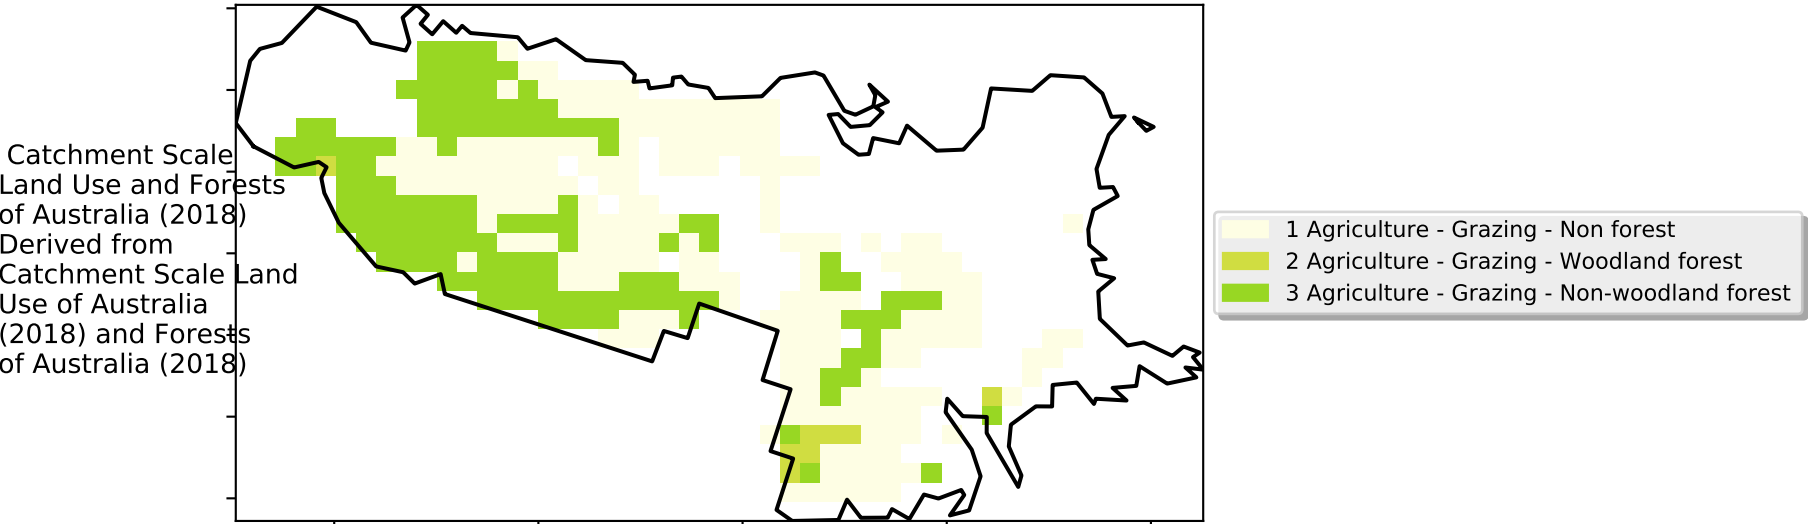 Catchment Scale
Land Use and Forests
of Australia (2018)
Derived from
Catchment Scale Land
Use of Australia
(2018) and Forests
of Australia (2018)
1 Agriculture - Grazing - Non forest
2 Agriculture - Grazing - Woodland forest
3 Agriculture - Grazing - Non-woodland forest